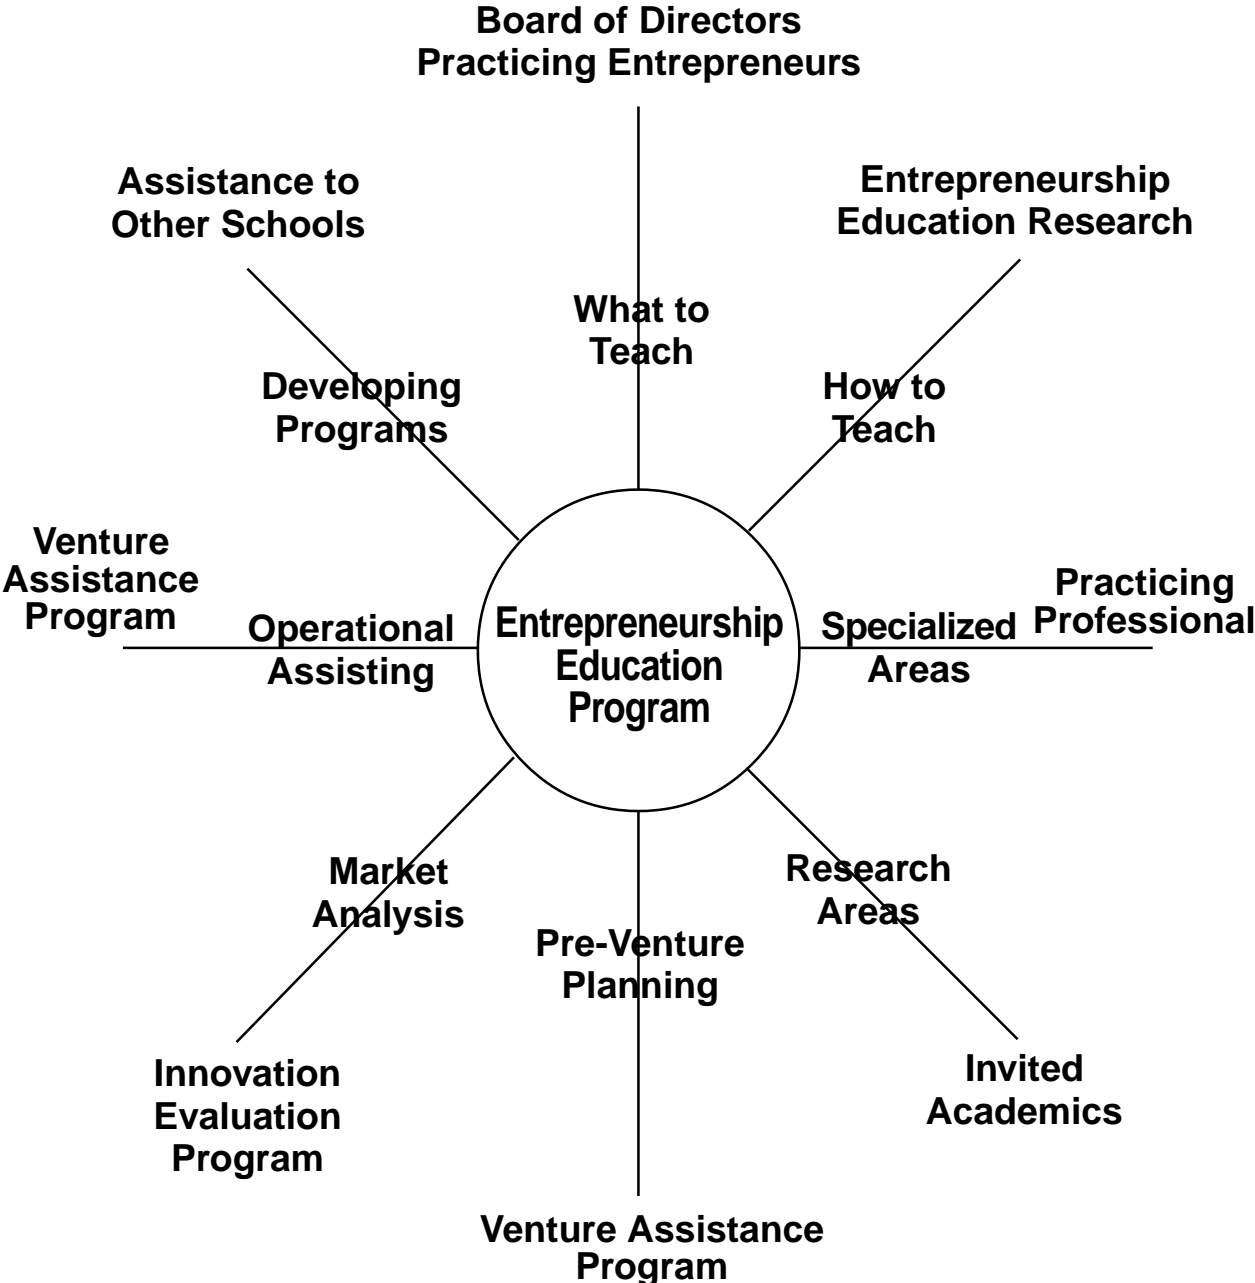 Board of Directors
Practicing Entrepreneurs
Assistance to
Other Schools
Entrepreneurship
Education Research
What to
Teach
Developing
Programs
How to
Teach
Venture
Assistance
Program
Operational
Assisting
Entrepreneurship
Education
Program
Specialized
Areas
Practicing
Professional
Market
Analysis
Pre-Venture
Planning
Research
Areas
Innovation
Evaluation
Program
Invited
Academics
Venture Assistance
Program